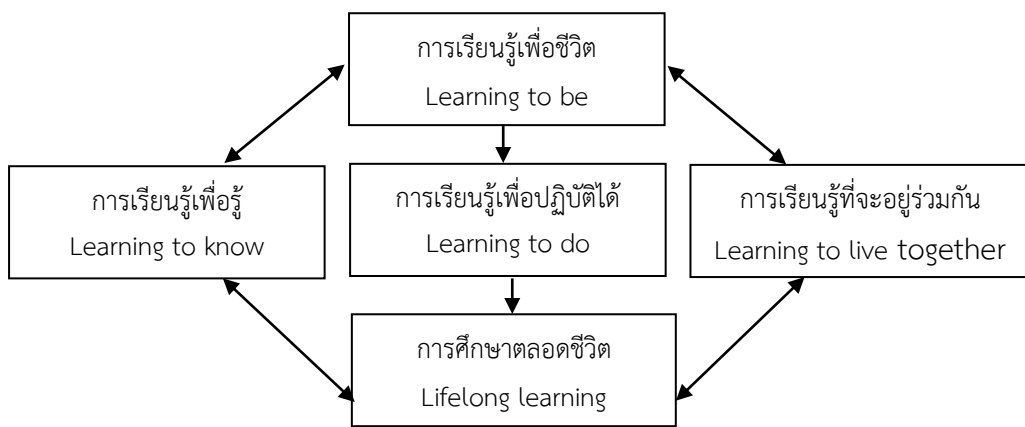 การเรียนรู้เพื่อชีวิต
Learning to be
การเรียนรู้เพื่อรู้
Learning to know
การเรียนรู้เพื่อปฏิบัติได้
Learning to do
การเรียนรู้ที่จะอยู่ร่วมกัน
Learning to live together
การศึกษาตลอดชีวิต
Lifelong learning